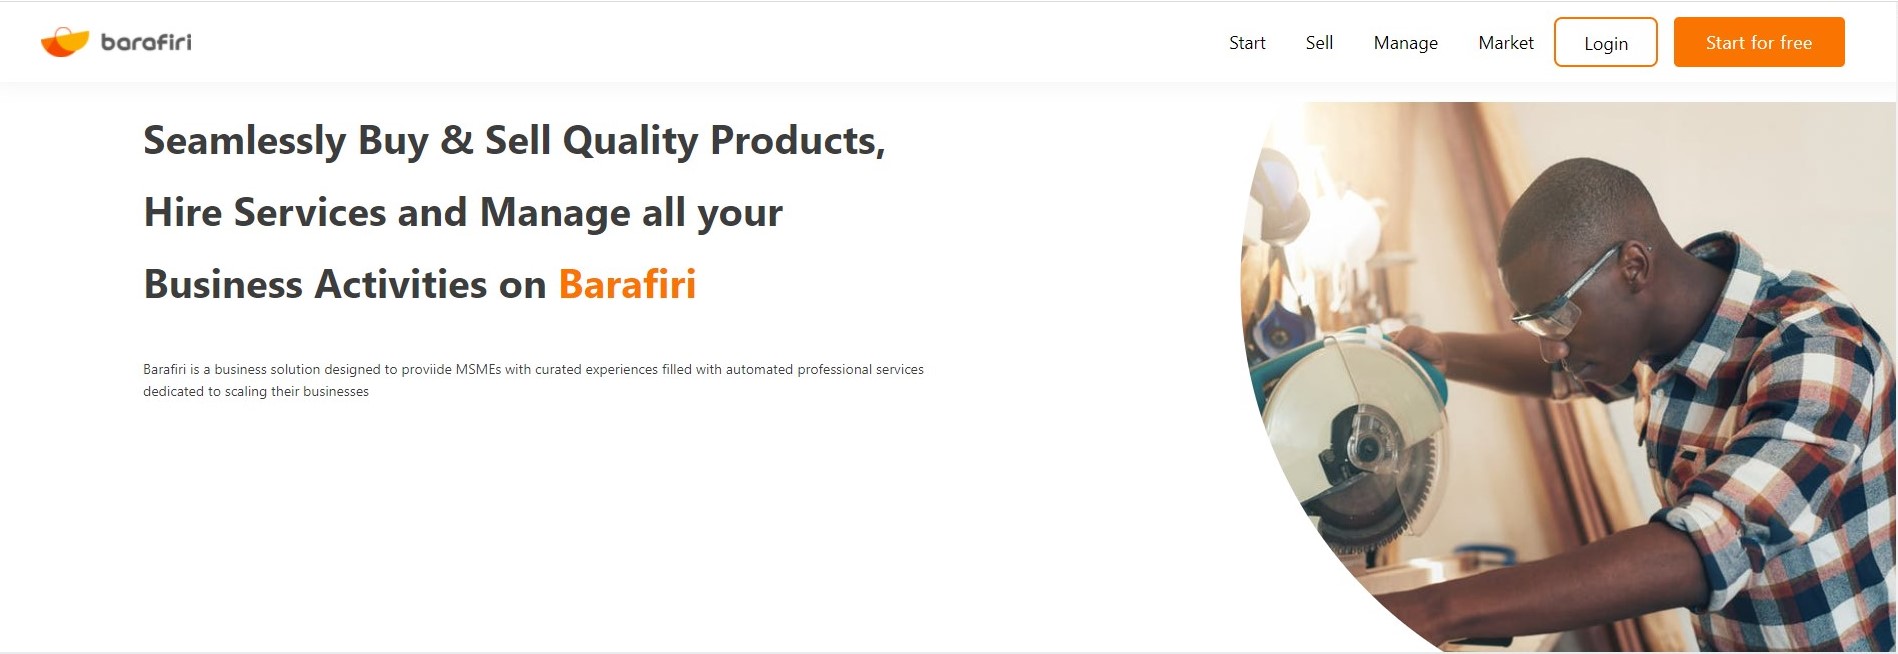 barafiri
Start Sell Manage Market Login Start for free
Seamlessly Buy & Sell Quality Products,
Hire Services and Manage all your
Business Activities on Barafiri
Barafiri is a business solution designed to proviide MSMEs with curated experiences filled with automated professional services
dedicated to scaling their businesses